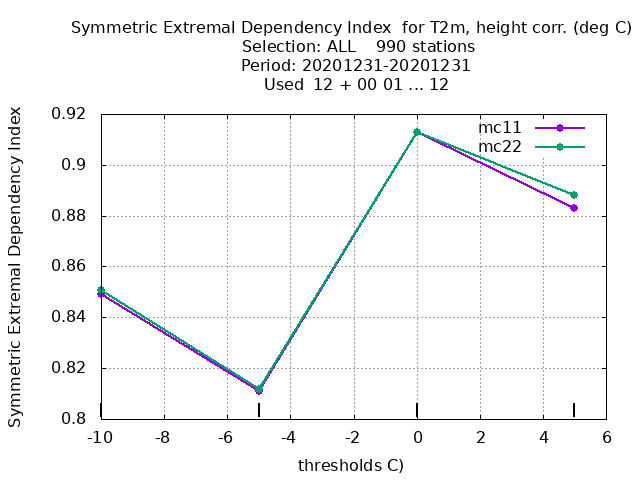 Symmetric Extremal Dependency Index  for T2m, height corr. (deg C)
Selection: ALL    990 stations
Period: 20201231-20201231
Used  12 + 00 01 ... 12
Symmetric Extremal Dependency Index
0.92
0.9
0.88
0.86
0.84
0.82
0.8
mc11
mc22
-10 -8 -6 -4 -2 0 2 4 6
thresholds C)